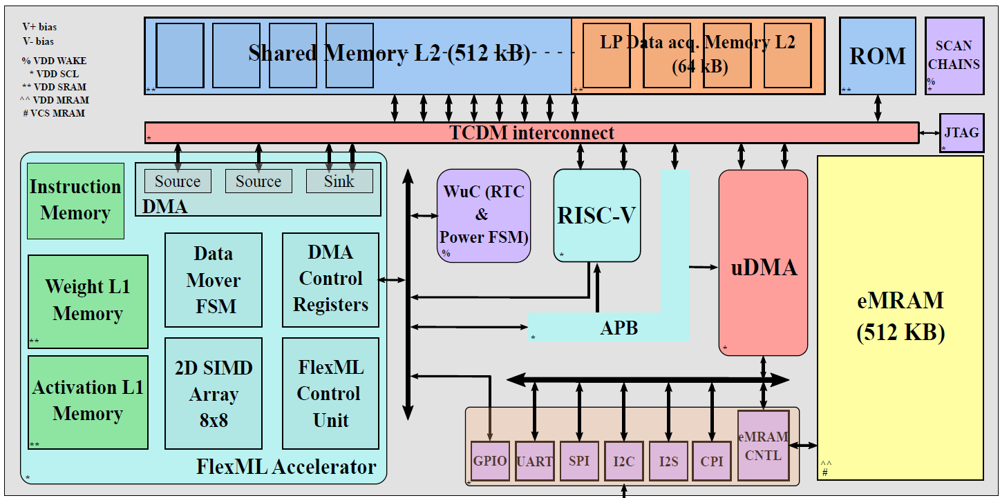 V+ bias
V- bias
% VDD WAKE
* VDD SCL
** VDD SRAM
^^ VDD MRAM
# VCS MRAM
Shared Memory L2 (512 kB)
**
LP Data acq. Memory L2
(64 kB)
**
ROM
**
SCAN
CHAINS
%
*
TCDM interconnect
*
JTAG
*
Instruction
Memory
Source
Source
Sink
DMA
Weight L1
Memory
**
Activation L1
Memory
**
Data
Mover
FSM
DMA
Control
Registers
2D SIMD
Array
8x8
FlexML
Control
Unit
FlexML Accelerator
*
WuC (RTC
&
Power FSM)
%
RISC-V
*
APB
*
uDMA
*
eMRAM
(512 KB)
^^
#
GPIO
UART
SPI
I2C
I2S
CPI
eMRAM
CNTL
*